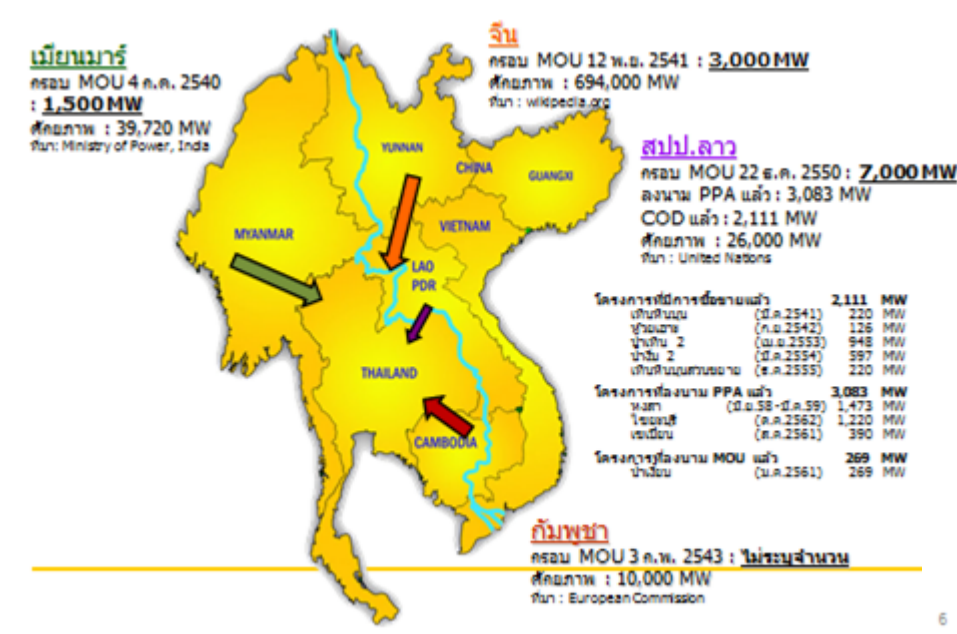 เมียนมาร์
กรอบ MOU 4 ก.ค. 2540
: 1,500 MW
ศักยภาพ : 39,720 MW
ที่มา: Ministry of Power, India
จีน
กรอบ MOU 12 พ.ย. 2541 : 3,000 MW
ศักยภาพ : 694,000 MW
ที่มา : wikipedia.org
สปป.ลาว
กรอบ MOU 22 ธ.ค. 2550 : 7,000 MW
ลงนาม PPA แล้ว : 3,083 MW
COD แล้ว : 2,111 MW
ศักยภาพ : 26,000 MW
ที่มา : United Nations
YUNNAN
CHINA
GUANGXI
MYANMAR
VIETNAM
LAO
PDR
THAILAND
CAMBODIA
โครงการที่มีการซื้อขายแล้ว 2,111 MW
เทินหินบุน (มี.ค.2541) 220 MW
ห้วยเฮาะ (ก.ย.2542) 126 MW
น้ำเทิน 2 (เม.ย.2553) 948 MW
น้ำงึม 2 (มี.ค.2554) 597 MW
เทินหินบุนส่วนขยาย (ธ.ค.2555) 220 MW
โครงการที่ลงนาม PPA แล้ว 3,083 MW
หงสา (มิ.ย.58-มี.ค.59) 1,473 MW
ไซยะบุรี (ต.ค.2562) 1,220 MW
เซเปียน (ส.ค.2561) 390 MW
โครงการที่ลงนาม MOU แล้ว 269 MW
น้ำเงี้ยบ (ม.ค.2561) 269 MW
กัมพูชา
กรอบ MOU 3 ก.พ. 2543 : ไม่ระบุจำนวน
ศักยภาพ : 10,000 MW
ที่มา : European Commission
6